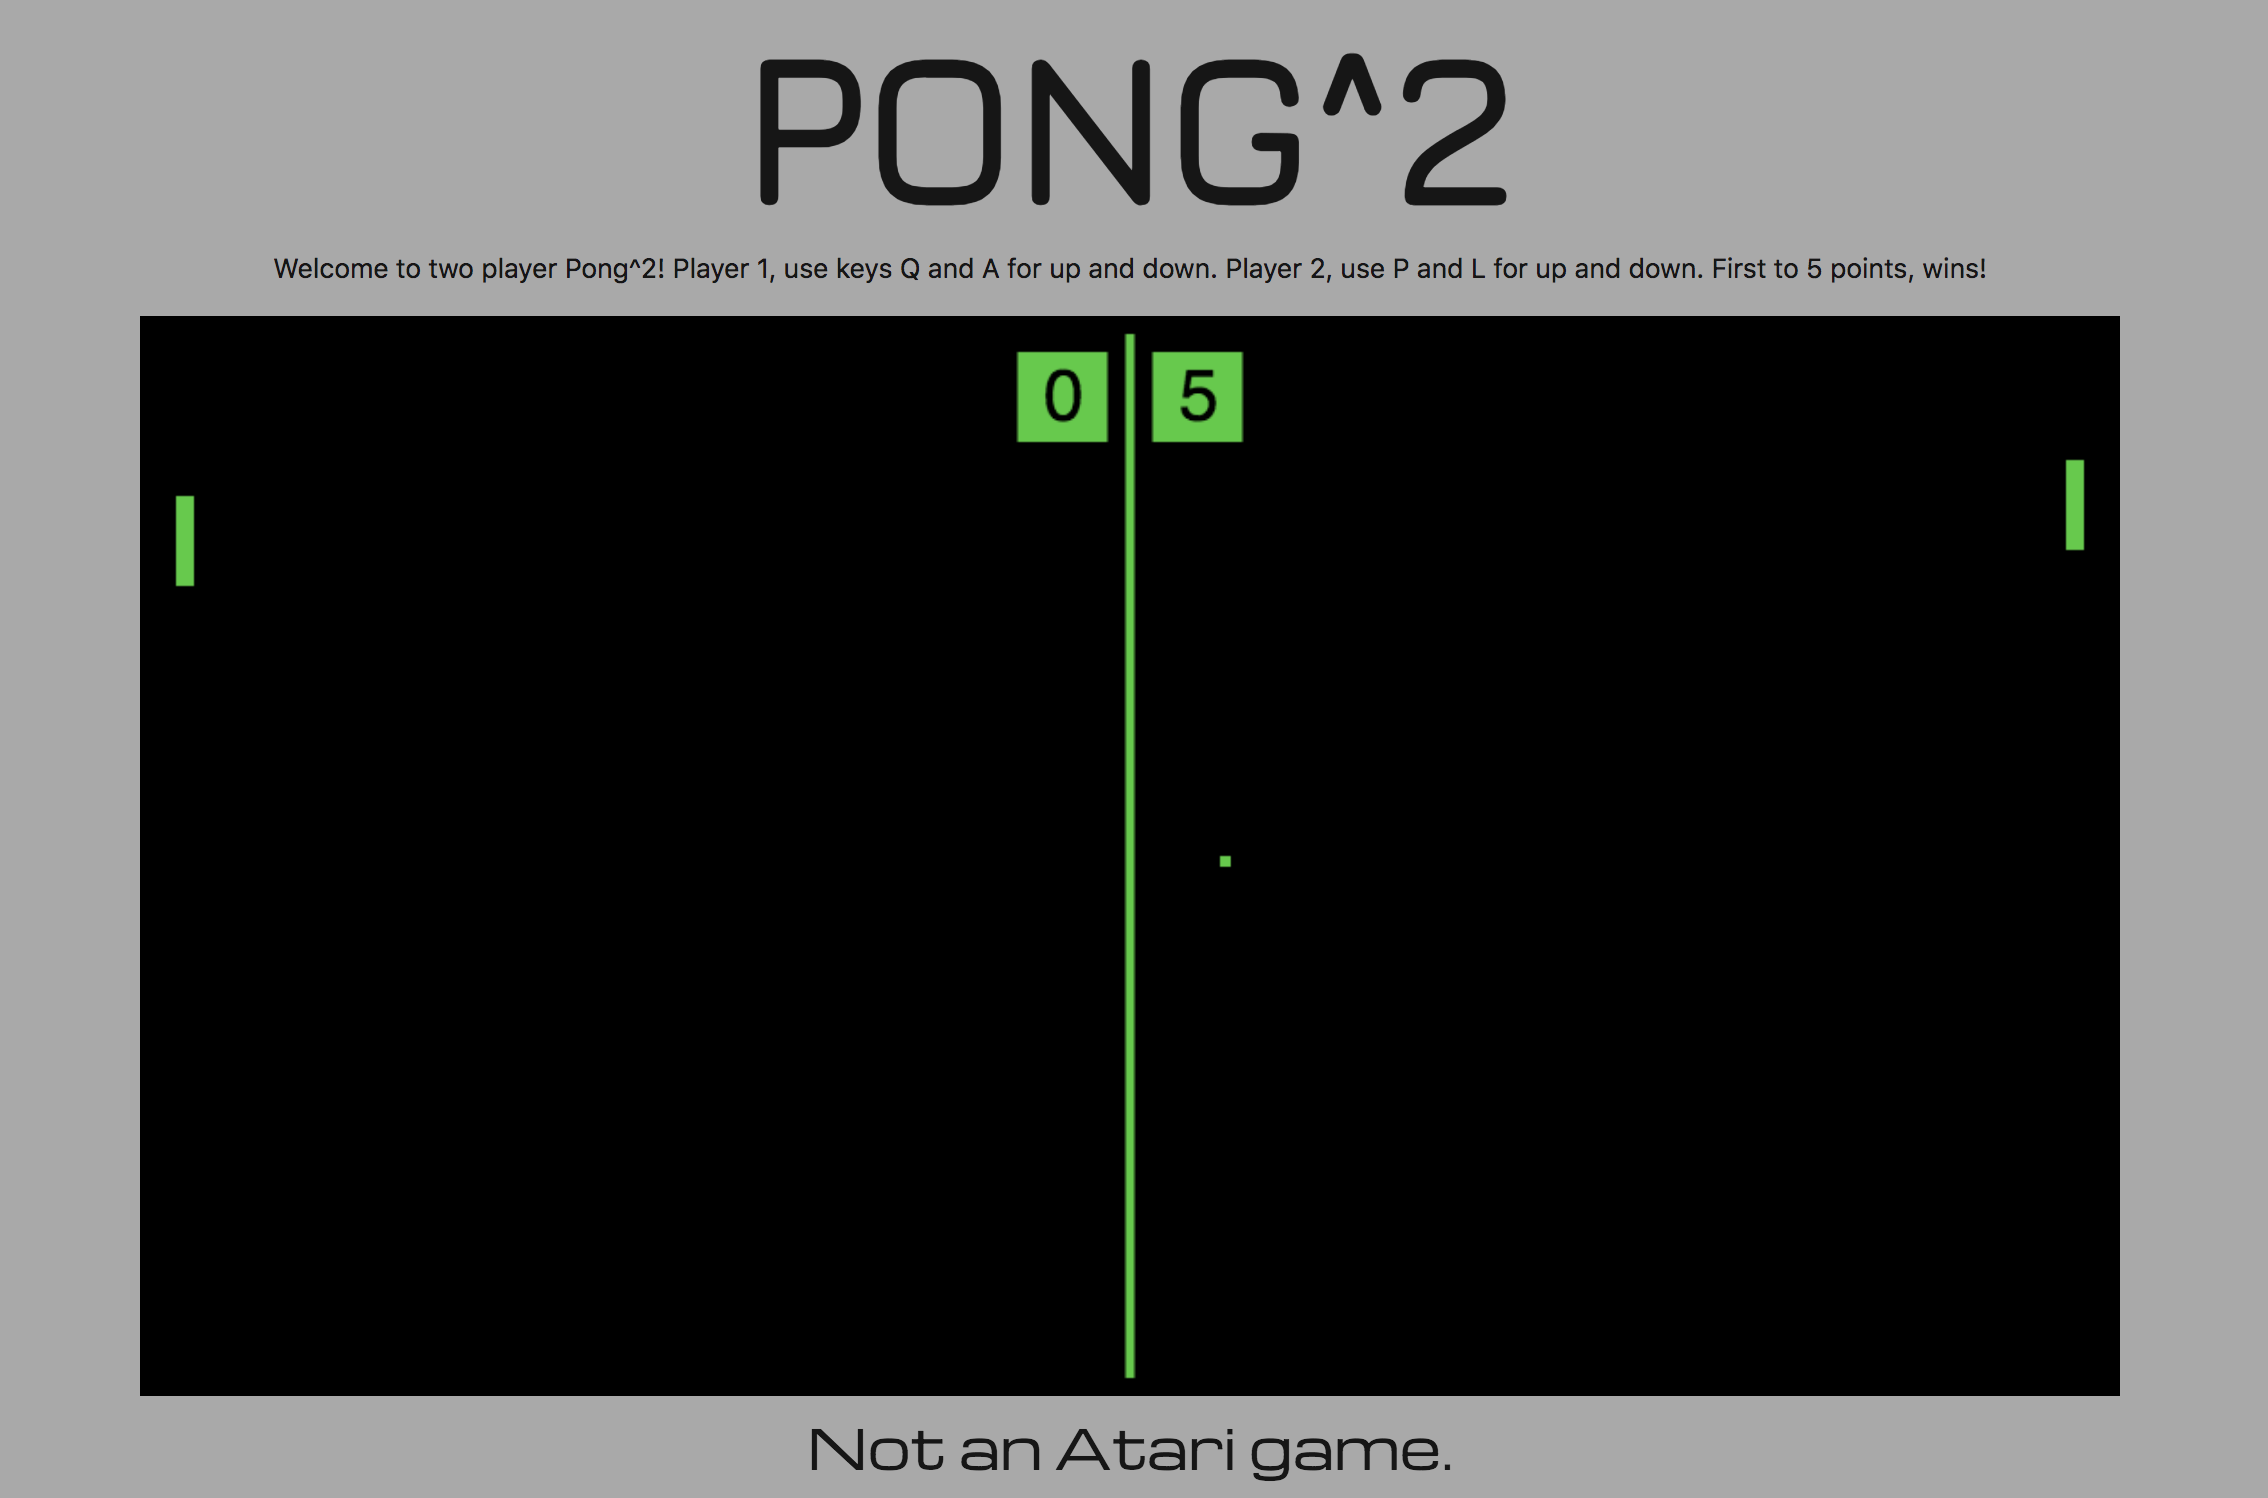 PONG^2
Welcome to two player Pong^2! Player 1, use keys Q and A for up and down. Player 2, use P and L for up and down. First to 5 points, wins!
0 5
Not an Atari game.